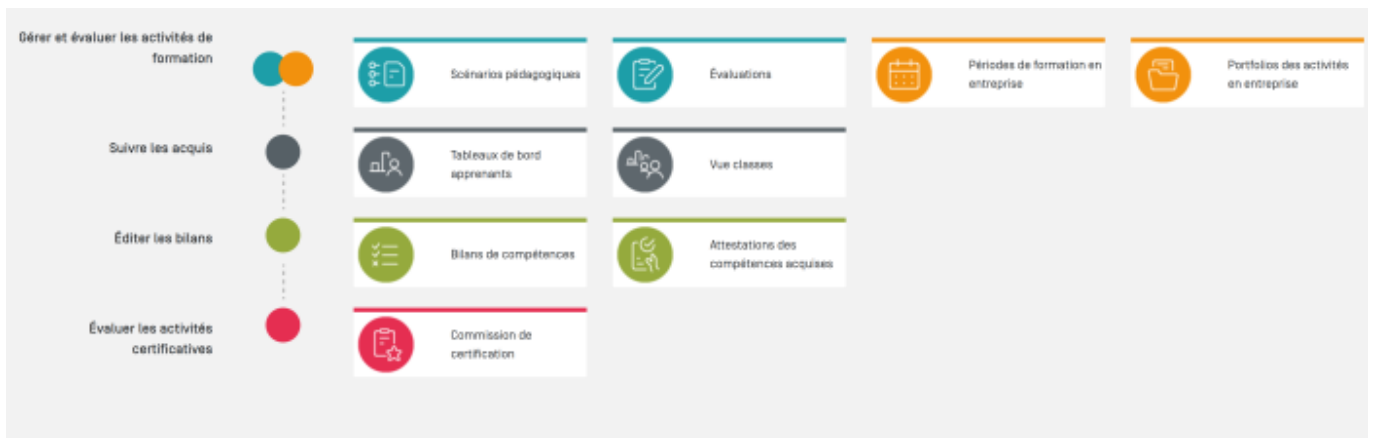 Gérer et évaluer les activités de
formation
Scénarios pédagogiques
Évaluations
Périodes de formation en
entreprise
Portfolios des activités
en entreprise
Suivre les acquis
Tableaux de bord
apprenants
Vue classes
Éditer les bilans
Bilans de compétences
Attestations des
compétences acquises
Évaluer les activités
certificatives
Commission de
certification